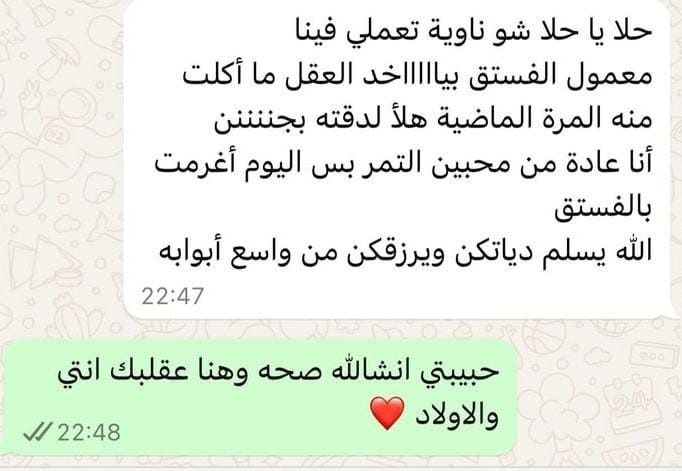 حلا يا حلا شو ناوية تعملي فينا
معمول الفستق بياااااخد العقل ما أكلت
منه المرة الماضية هلأ لدقته بجننننن
أنا عادة من محبين التمر بس اليوم أغرمت
بالفستق
الله يسلم دياتكن ويرزقكن من واسع أبوابه
22:47
حبيبتي انشالله صحه وهنا عقلبك انتي
والاولاد ❤️
22:48